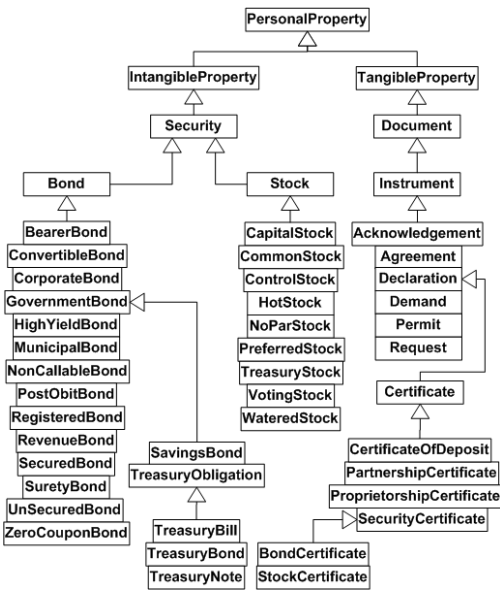 PersonalProperty
IntangibleProperty
TangibleProperty
Security
Document
Bond
Stock
Instrument
BearerBond
ConvertibleBond
CorporateBond
GovernmentBond
HighYieldBond
MunicipalBond
NonCallableBond
PostObitBond
RegisteredBond
RevenueBond
SecuredBond
SuretyBond
UnSecuredBond
ZeroCouponBond
SavingsBond
TreasuryObligation
TreasuryBill
TreasuryBond
TreasuryNote
CapitalStock
CommonStock
ControlStock
HotStock
NoParStock
PreferredStock
TreasuryStock
VotingStock
WateredStock
Acknowledgement
Agreement
Declaration
Demand
Permit
Request
Certificate
CertificateOfDeposit
PartnershipCertificate
ProprietorshipCertificate
SecurityCertificate
BondCertificate
StockCertificate